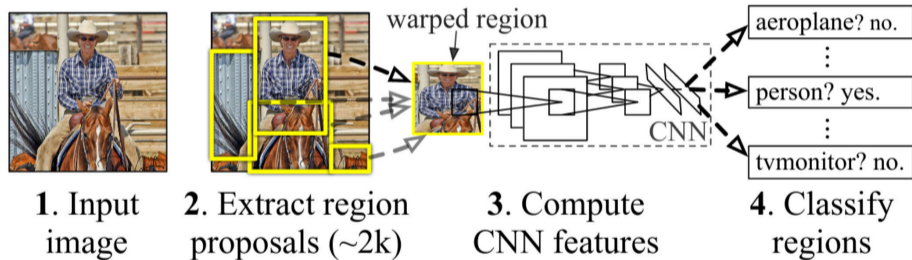 warped region
aeroplane? no.
person? yes.
CNN
tvmonitor? no.
1. Input
image
2. Extract region
proposals (~2k)
3. Compute
CNN features
4. Classify
regions